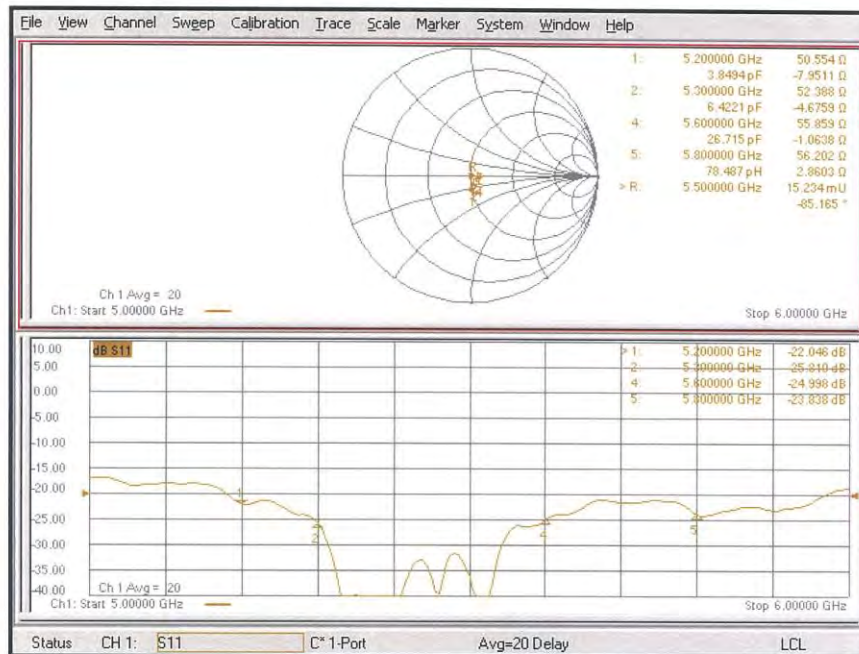 File View Channel Sweep Calibration Trace Scale Marker System Window Help
1: 5.200000 GHz 50.554 Ω
3.8494 pF -7.9511 Ω
2: 5.300000 GHz 52.388 Ω
6.4221 pF -4.6759 Ω
4: 5.600000 GHz 55.859 Ω
26.715 pF -1.0638 Ω
5: 5.800000 GHz 56.202 Ω
78.487 pH 2.8603 Ω
> R: 5.500000 GHz 15.234 mU
-85.165 °
R
Ch 1 Avg = 20
Ch1: Start 5.00000 GHz
Stop 6.00000 GHz
10.00
5.00
0.00
-5.00
-10.00
-15.00
-20.00
-25.00
-30.00
-35.00
-40.00
dB S11
> 1: 5.200000 GHz -22.046 dB
2: 5.300000 GHz -25.810 dB
4: 5.600000 GHz -24.998 dB
5: 5.800000 GHz -23.838 dB
1
2
4
5
Ch 1 Avg = 20
Ch1: Start 5.00000 GHz
Stop 6.00000 GHz
Status CH 1: S11 C* 1-Port Avg=20 Delay LCL